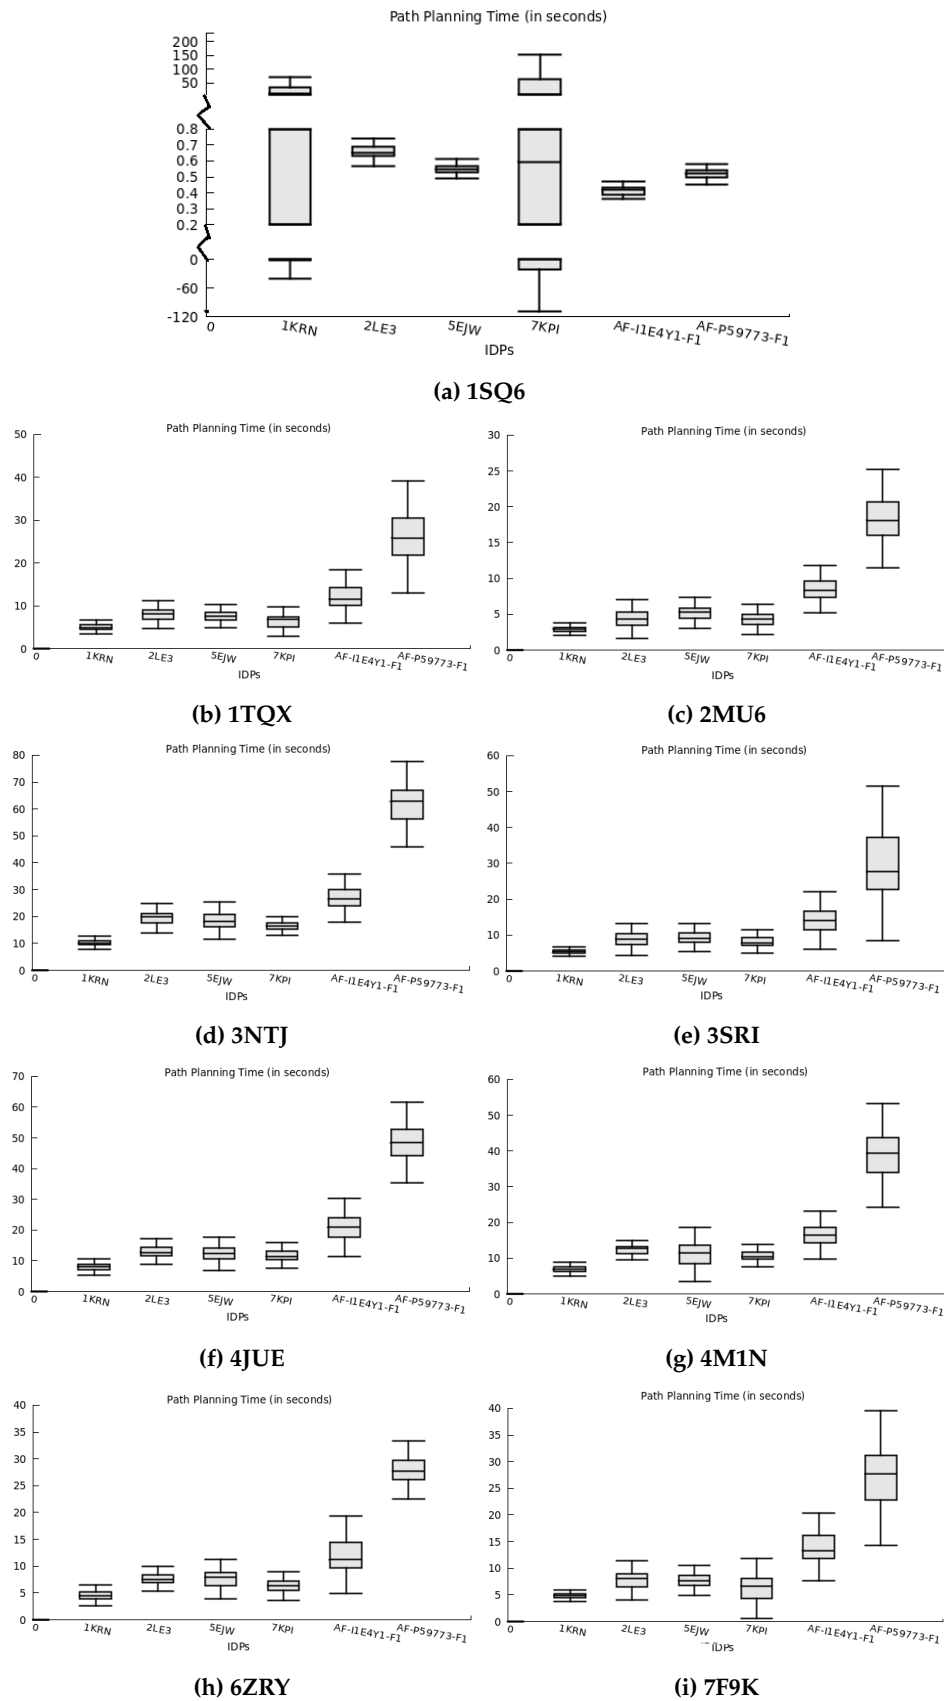 Path Planning Time (in seconds)
200
150
100
50
0.8
0.7
0.6
0.5
0.4
0.3
0.2
0
-60
-120
0 1KRN 2LE3 5EJW 7KPI AF-I1E4Y1-F1 AF-P59773-F1
IDPs
(a) 1SQ6
Path Planning Time (in seconds)
50
40
30
20
10
0
0 1KRN 2LE3 5EJW 7KPI AF-I1E4Y1-F1 AF-P59773-F1
IDPs
(b) 1TQX
Path Planning Time (in seconds)
30
25
20
15
10
5
0
0 1KRN 2LE3 5EJW 7KPI AF-I1E4Y1-F1 AF-P59773-F1
IDPs
(c) 2MU6
Path Planning Time (in seconds)
80
70
60
50
40
30
20
10
0
0 1KRN 2LE3 5EJW 7KPI AF-I1E4Y1-F1 AF-P59773-F1
IDPs
(d) 3NTJ
Path Planning Time (in seconds)
60
50
40
30
20
10
0
0 1KRN 2LE3 5EJW 7KPI AF-I1E4Y1-F1 AF-P59773-F1
IDPs
(e) 3SRI
Path Planning Time (in seconds)
70
60
50
40
30
20
10
0
0 1KRN 2LE3 5EJW 7KPI AF-I1E4Y1-F1 AF-P59773-F1
IDPs
(f) 4JUE
Path Planning Time (in seconds)
60
50
40
30
20
10
0
0 1KRN 2LE3 5EJW 7KPI AF-I1E4Y1-F1 AF-P59773-F1
IDPs
(g) 4M1N
Path Planning Time (in seconds)
40
35
30
25
20
15
10
5
0
0 1KRN 2LE3 5EJW 7KPI AF-I1E4Y1-F1 AF-P59773-F1
IDPs
(h) 6ZRY
Path Planning Time (in seconds)
40
35
30
25
20
15
10
5
0
0 1KRN 2LE3 5EJW 7KPI AF-I1E4Y1-F1 AF-P59773-F1
IDPs
(i) 7F9K